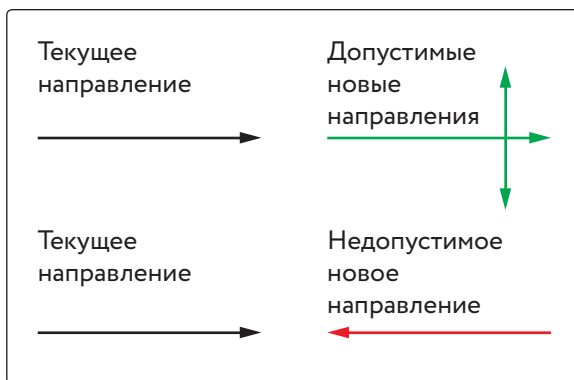 Текущее
направление
Допустимые
новые
направления
Текущее
направление
Недопустимое
новое
направление